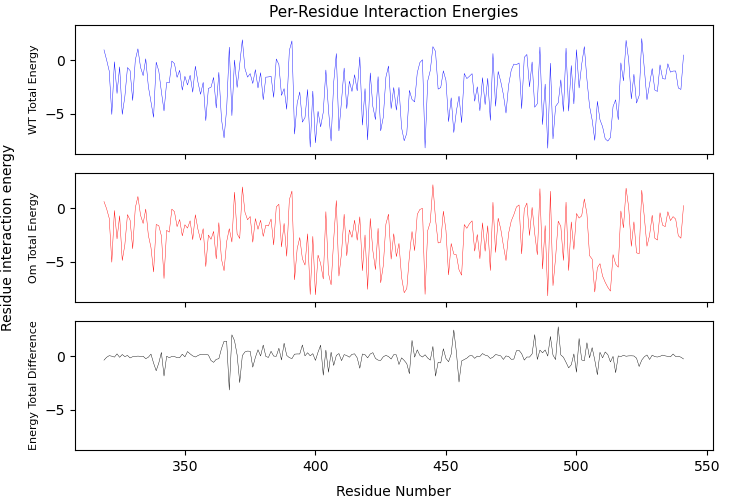 Per-Residue Interaction Energies
Residue interaction energy
WT Total Energy
0
−5
Om Total Energy
0
−5
Energy Total Difference
0
−5
350 400 450 500 550
Residue Number